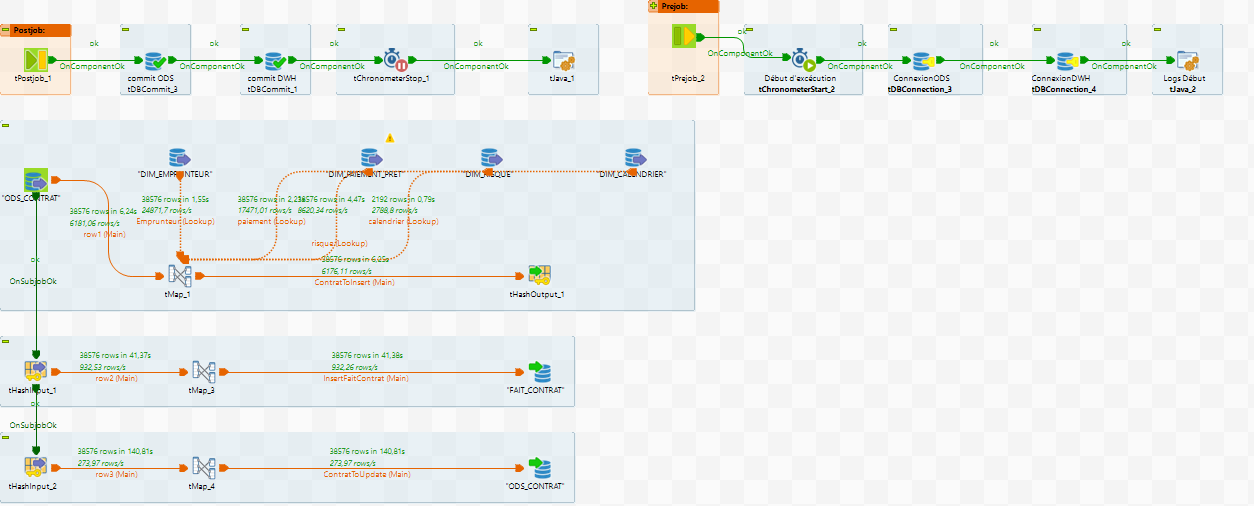 Postjob:
Prejob:
ok
ok
ok
ok
ok
ok
ok
ok
OnComponentOk
OnComponentOk
OnComponentOk
OnComponentOk
OnComponentOk
OnComponentOk
OnComponentOk
OnComponentOk
tPostjob_1
commit ODS
tDBCommit_3
commit DWH
tDBCommit_1
tChronometerStop_1
tJava_1
tPrejob_2
Début d'excécution
tChronometerStart_2
ConnexionODS
tDBConnection_3
ConnexionDWH
tDBConnection_4
Logs Début
tJava_2
"DIM_EMPRUNTEUR"
"DIM_PAIEMENT_PRET"
"DIM_RISQUE"
"DIM_CALENDRIER"
"ODS_CONTRAT"
38576 rows in 6,24s
6181,06 rows/s
row1 (Main)
38576 rows in 1,55s
24871,7 rows/s
Emprunteur (Lookup)
17471,01 rows/s
paiement (Lookup)
38576 rows in 4,47s
8620,34 rows/s
risque (Lookup)
2192 rows in 0,79s
2788,8 rows/s
calendrier (Lookup)
ok
OnSubjobOk
38576 rows in 6,25s
6176,11 rows/s
ContratToInsert (Main)
tMap_1
tHashOutput_1
38576 rows in 41,37s
932,53 rows/s
row2 (Main)
38576 rows in 41,38s
932,26 rows/s
InsertFaitContrat (Main)
tHashInput_1
tMap_3
"FAIT_CONTRAT"
ok
OnSubjobOk
38576 rows in 140,81s
273,97 rows/s
row3 (Main)
38576 rows in 140,81s
273,97 rows/s
ContratToUpdate (Main)
tHashInput_2
tMap_4
"ODS_CONTRAT"